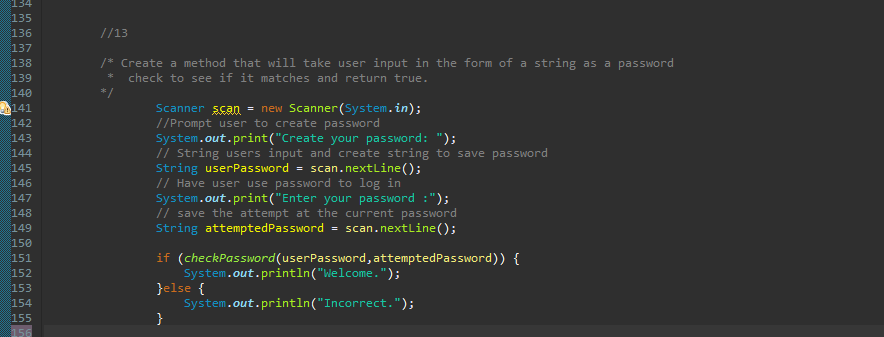 134
135
136 //13
137
138 /* Create a method that will take user input in the form of a string as a password
139 * check to see if it matches and return true.
140 */
141 Scanner scan = new Scanner(System.in);
142 //Prompt user to create password
143 System.out.print("Create your password: ");
144 // String users input and create string to save password
145 String userPassword = scan.nextLine();
146 // Have user use password to log in
147 System.out.print("Enter your password :");
148 // save the attempt at the current password
149 String attemptedPassword = scan.nextLine();
150
151 if (checkPassword(userPassword,attemptedPassword)) {
152 System.out.println("Welcome.");
153 }else {
154 System.out.println("Incorrect.");
155 }
156